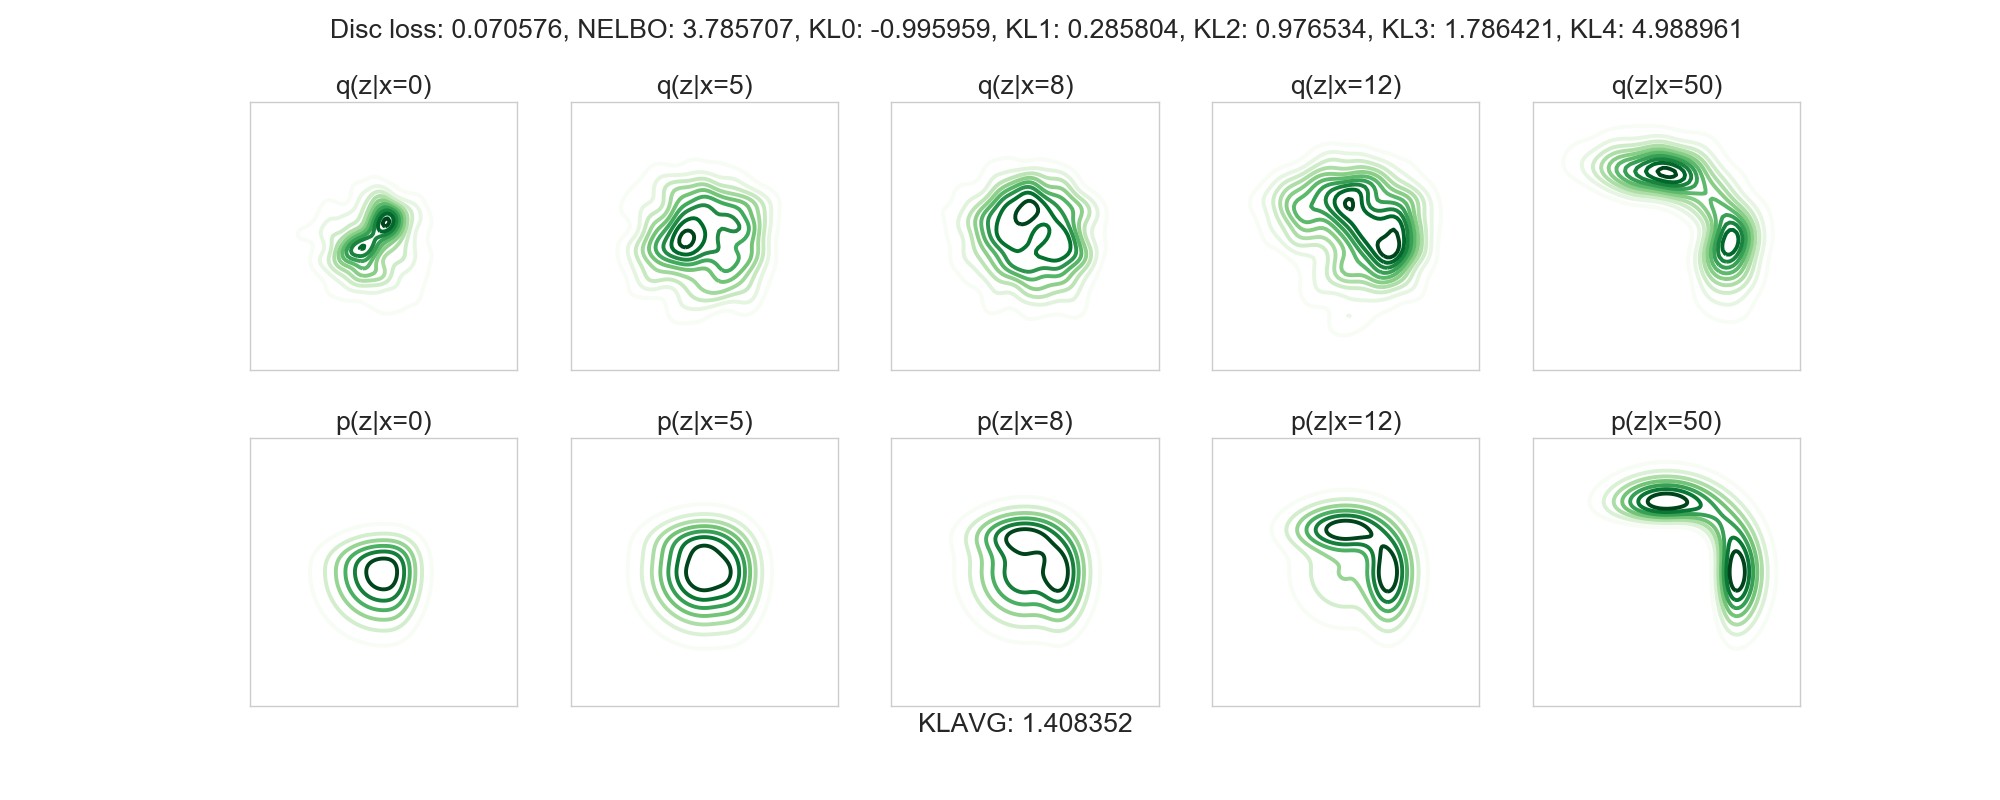 Disc loss: 0.070576, NELBO: 3.785707, KL0: -0.995959, KL1: 0.285804, KL2: 0.976534, KL3: 1.786421, KL4: 4.988961
q(z|x=0) q(z|x=5) q(z|x=8) q(z|x=12) q(z|x=50)
p(z|x=0) p(z|x=5) p(z|x=8) p(z|x=12) p(z|x=50)
KLAVG: 1.408352